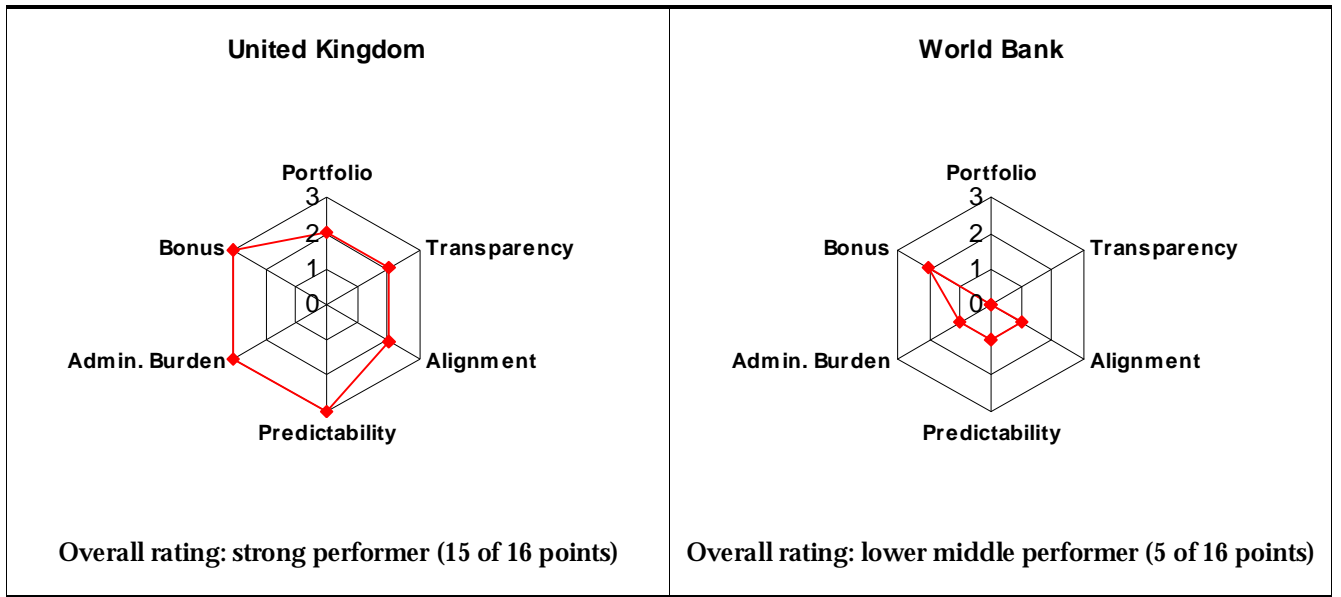 United Kingdom
Portfolio
3
Bonus 2 Transparency
1
0
Admin. Burden Alignment
Predictability
Overall rating: strong performer (15 of 16 points)
World Bank
Portfolio
3
Bonus 2 Transparency
1
0
Admin. Burden Alignment
Predictability
Overall rating: lower middle performer (5 of 16 points)